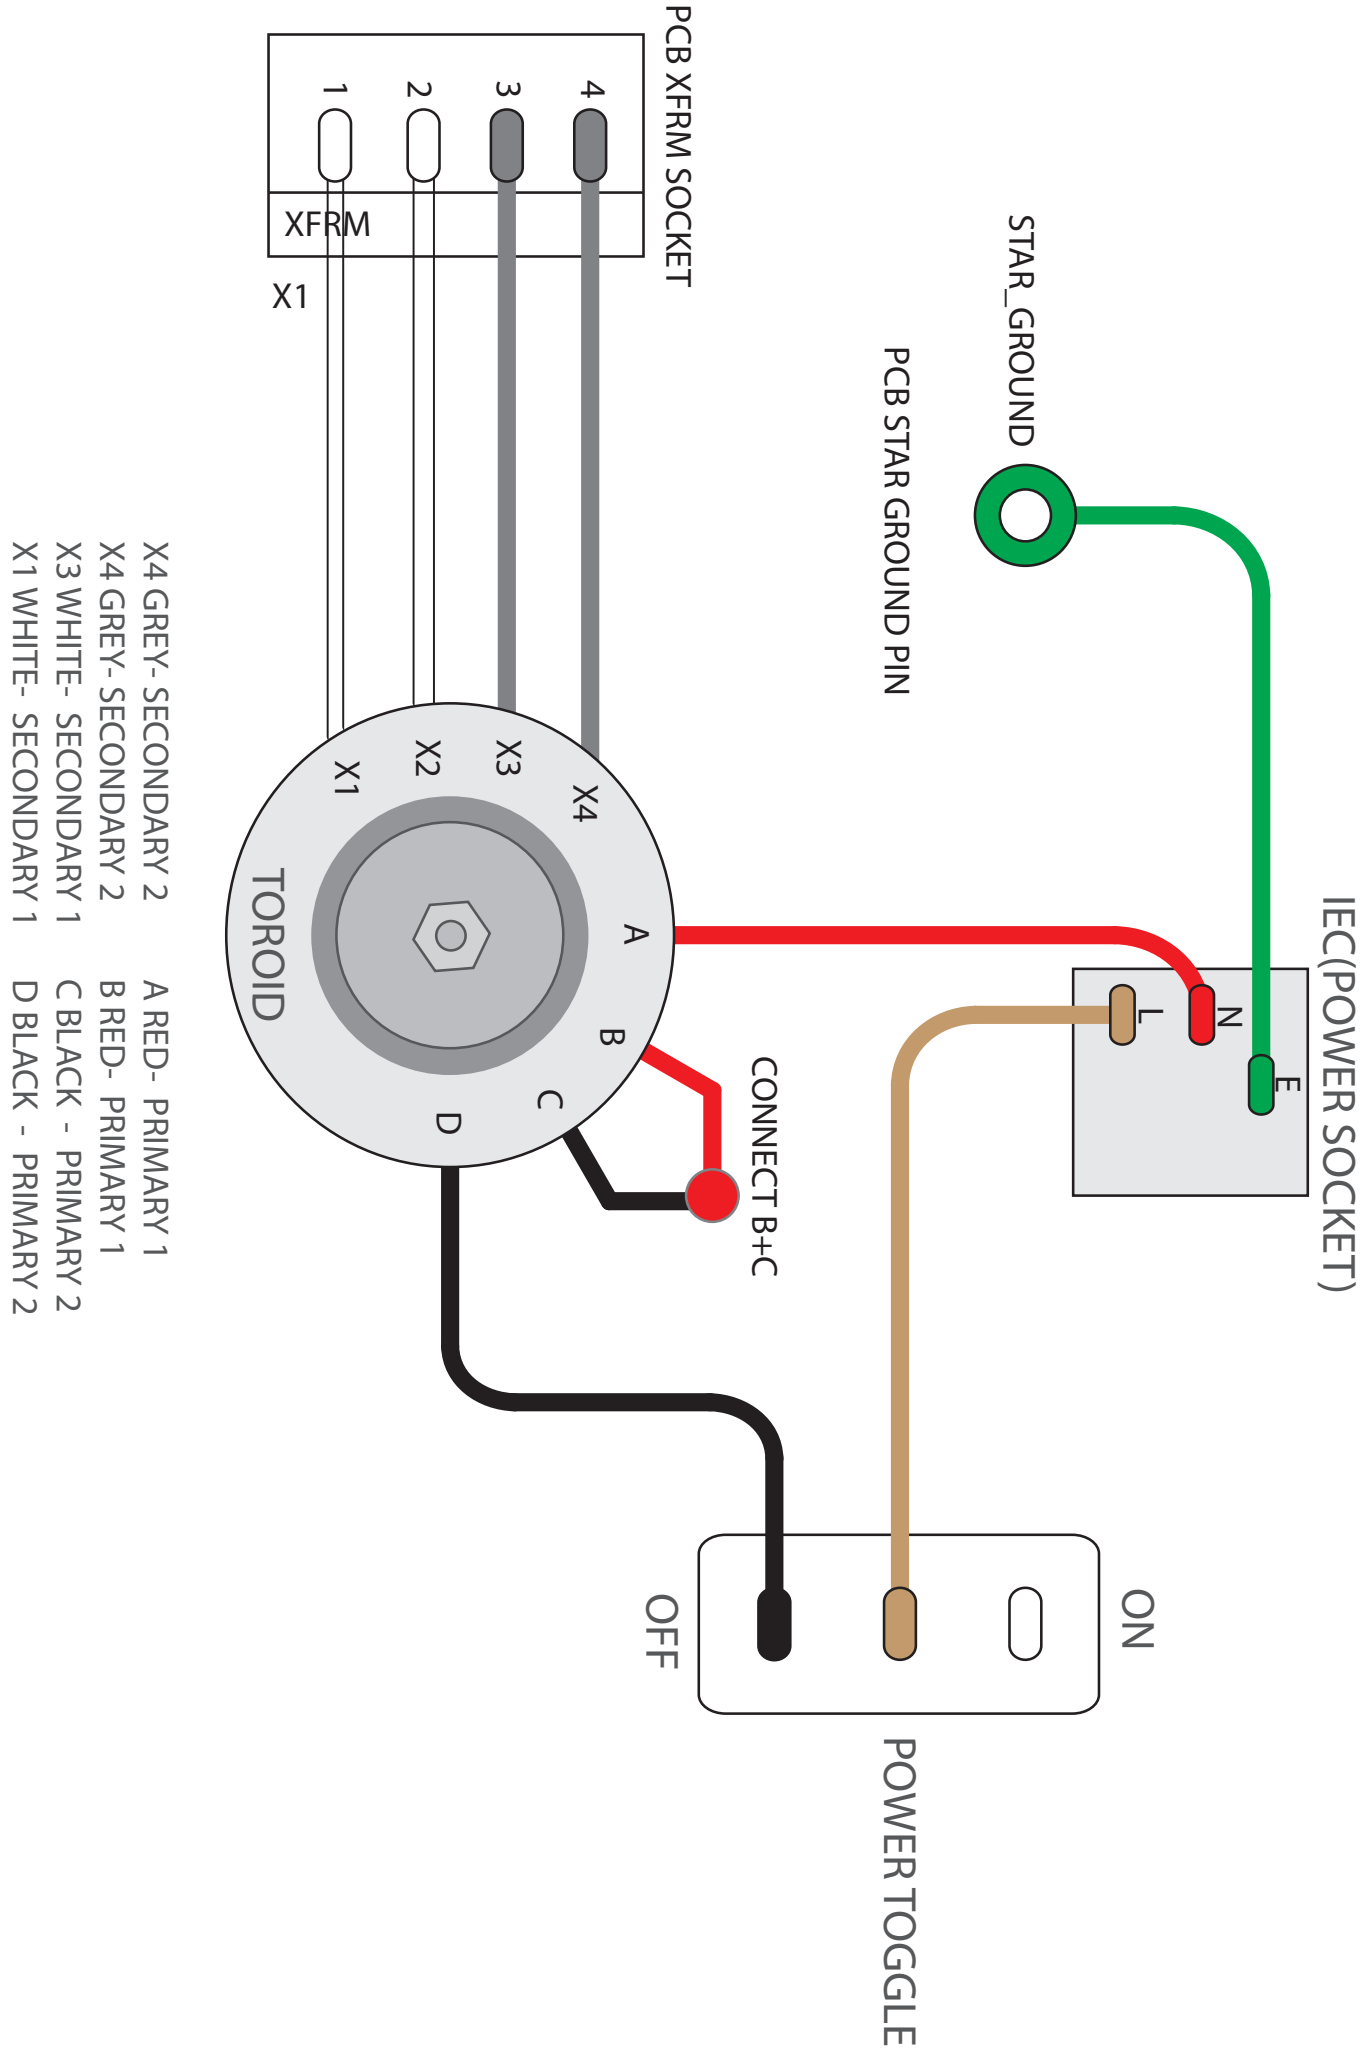 PCB XFRM SOCKET
1
2
3
4
XFRM
X1
STAR_GROUND
PCB STAR GROUND PIN
IEC(POWER SOCKET)
L
N
E
X1
X2
X3
X4
A
B
C
D
TOROID
CONNECT B+C
ON
OFF
POWER TOGGLE
X4 GREY- SECONDARY 2
X4 GREY- SECONDARY 2
X3 WHITE- SECONDARY 1
X1 WHITE- SECONDARY 1
A RED- PRIMARY 1
B RED- PRIMARY 1
C BLACK - PRIMARY 2
D BLACK - PRIMARY 2